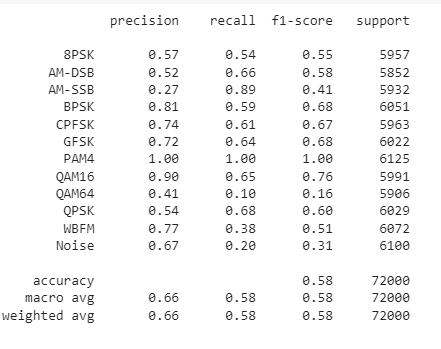 precision recall f1-score support
8PSK 0.57 0.54 0.55 5957
AM-DSB 0.52 0.66 0.58 5852
AM-SSB 0.27 0.89 0.41 5932
BPSK 0.81 0.59 0.68 6051
CPFSK 0.74 0.61 0.67 5963
GFSK 0.72 0.64 0.68 6022
PAM4 1.00 1.00 1.00 6125
QAM16 0.90 0.65 0.76 5991
QAM64 0.41 0.10 0.16 5906
QPSK 0.54 0.68 0.60 6029
WBFM 0.77 0.38 0.51 6072
Noise 0.67 0.20 0.31 6100
accuracy 0.58 72000
macro avg 0.66 0.58 0.58 72000
weighted avg 0.66 0.58 0.58 72000